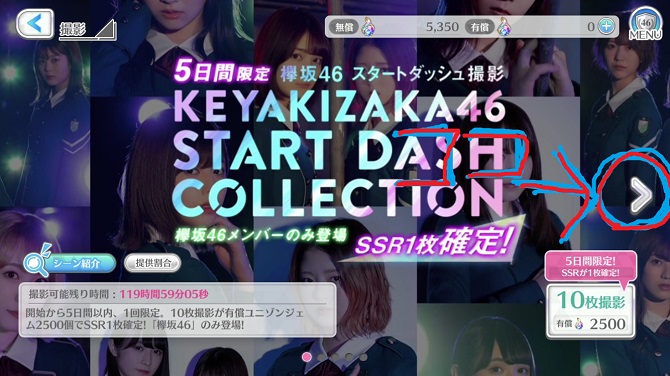 撮影
無償 5,350 有償 0
46
MENU
5日間限定 欅坂46 スタートダッシュ撮影
KEYAKIZAKA46
START DASH
COLLECTION
ココ→
欅坂46メンバーのみ登場
SSR1枚確定!
シーン紹介
提供割合
撮影可能残り時間：119時間59分05秒
開始から5日間以内、1回限定。10枚撮影が有償ユニゾンジェ
ム2500個でSSR1枚確定!「欅坂46」のみ登場!
5日間限定!
SSRが1枚確定!
10枚撮影
有償 2500